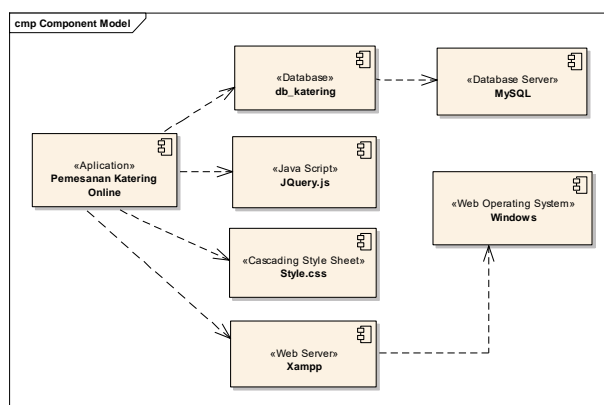 cmp Component Model
«Database»
db_katering
«Database Server»
MySQL
«Aplication»
Pemesanan Katering
Online
«Java Script»
JQuery.js
«Web Operating System»
Windows
«Cascading Style Sheet»
Style.css
«Web Server»
Xampp